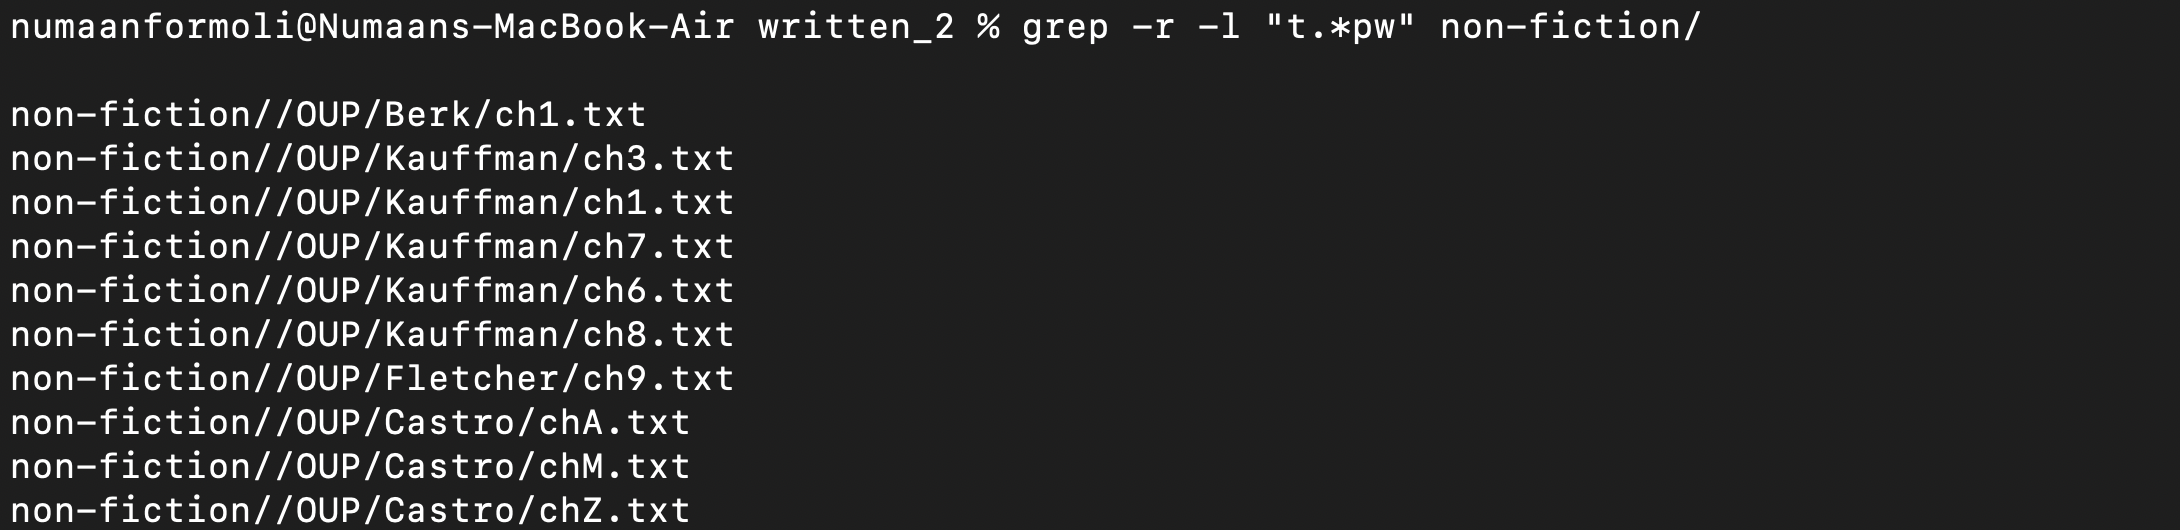 numaanformoli@Numaans-MacBook-Air written_2 % grep -r -l "t.*pw" non-fiction/
non-fiction//OUP/Berk/ch1.txt
non-fiction//OUP/Kauffman/ch3.txt
non-fiction//OUP/Kauffman/ch1.txt
non-fiction//OUP/Kauffman/ch7.txt
non-fiction//OUP/Kauffman/ch6.txt
non-fiction//OUP/Kauffman/ch8.txt
non-fiction//OUP/Fletcher/ch9.txt
non-fiction//OUP/Castro/chA.txt
non-fiction//OUP/Castro/chM.txt
non-fiction//OUP/Castro/chZ.txt